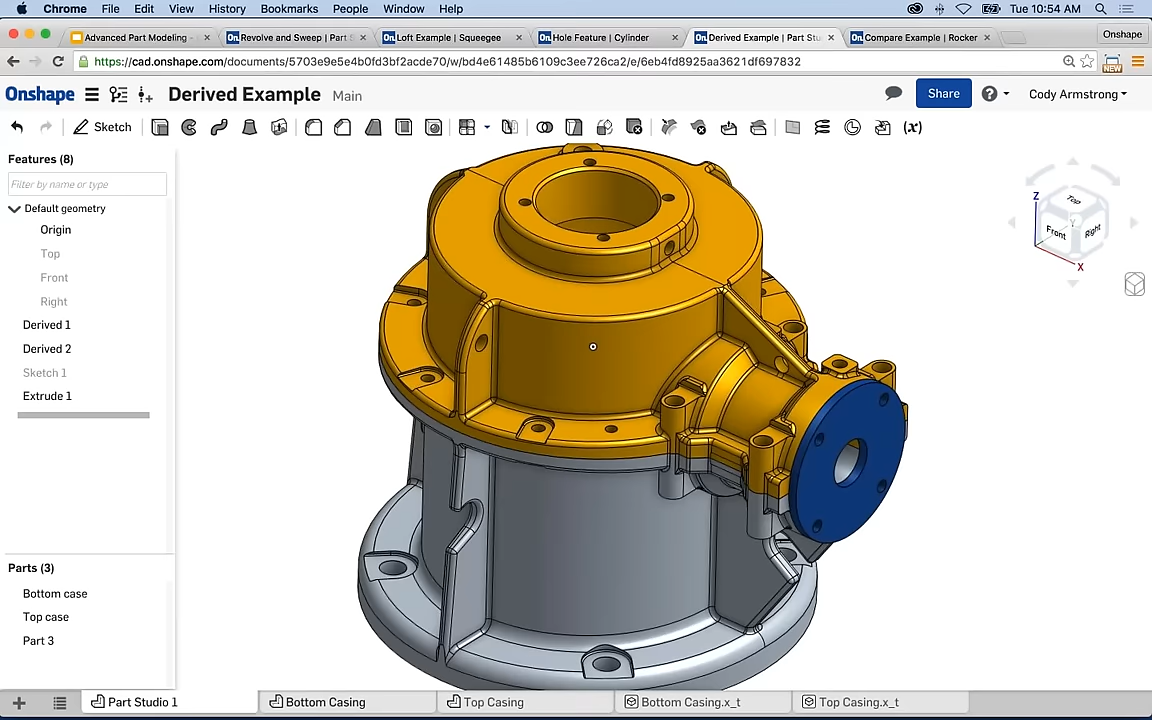 Chrome File Edit View History Bookmarks People Window Help Tue 10:54 AM
Advanced Part Modeling - × Revolve and Sweep | Part S × Loft Example | Squeegee × Hole Feature | Cylinder × Derived Example | Part Stu × Compare Example | Rocker × Onshape
https://cad.onshape.com/documents/5703e9e5e4b0fd3bf2acde70/w/bd4e61485b6109c3ee726ca2/e/6eb4fd8925aa3621df697832 NEW
Onshape Derived Example Main Share Cody Armstrong
Sketch (x)
Features (8)
Filter by name or type
Default geometry
Origin
Top
Front
Right
Derived 1
Derived 2
Sketch 1
Extrude 1
Z Top Y Front Right X
Parts (3)
Bottom case
Top case
Part 3
Part Studio 1 Bottom Casing Top Casing Bottom Casing.x_t Top Casing.x_t